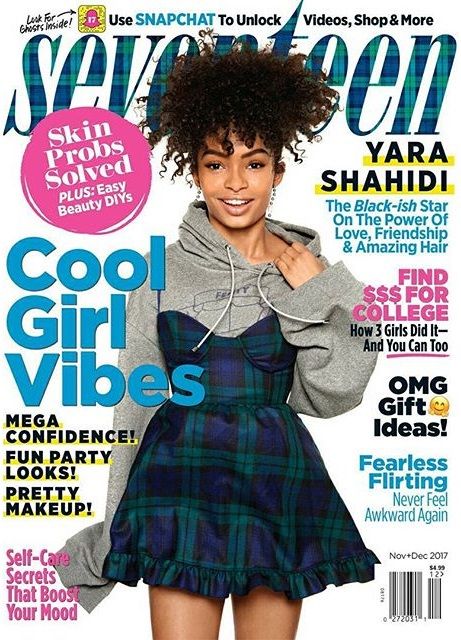 Look For
Ghosts Inside!
17
Use SNAPCHAT To Unlock Videos, Shop & More
seventeen
Skin
Probs
Solved
PLUS: Easy
Beauty DIYs
YARA
SHAHIDI
The Black-ish Star
On The Power Of
Love, Friendship
& Amazing Hair
Cool
Girl
Vibes
FIND
$$$ FOR
COLLEGE
How 3 Girls Did It—
And You Can Too
MEGA
CONFIDENCE!
FUN PARTY
LOOKS!
PRETTY
MAKEUP!
OMG
Gift🤗
Ideas!
Fearless
Flirting
Never Feel
Awkward Again
Self-Care
Secrets
That Boost
Your Mood
Nov+Dec 2017
$4.99
12>
0 272031 1